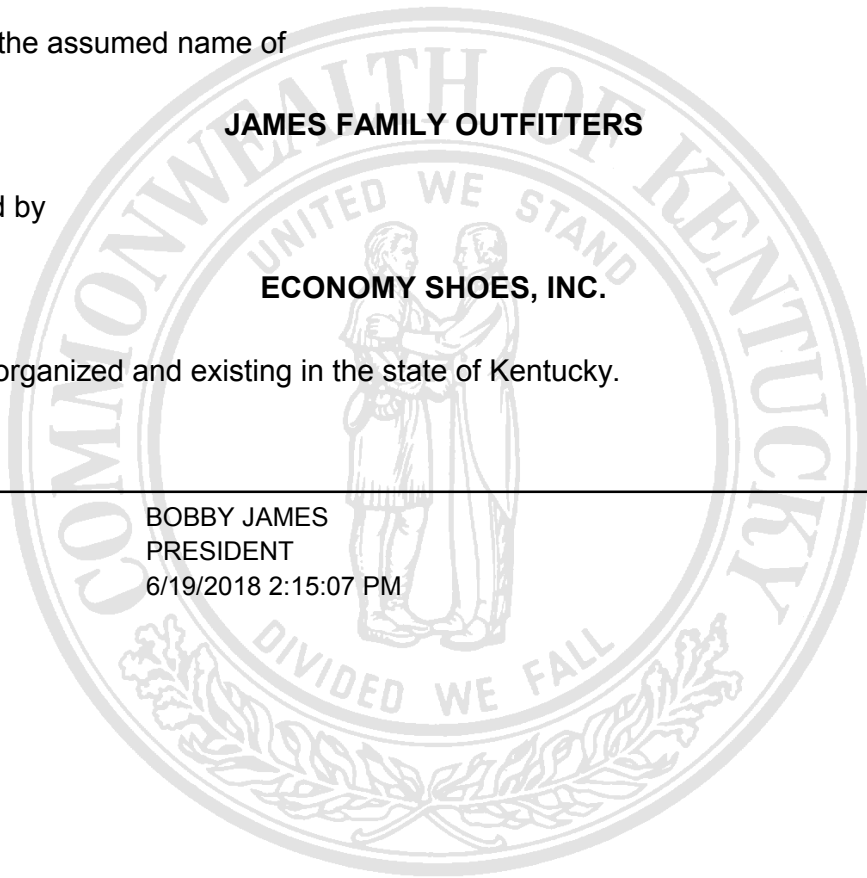 the assumed name of
JAMES FAMILY OUTFITTERS
d by
ECONOMY SHOES, INC.
organized and existing in the state of Kentucky.
BOBBY JAMES
PRESIDENT
6/19/2018 2:15:07 PM
COMMONWEALTH OF KENTUCKY
UNITED WE STAND
DIVIDED WE FALL